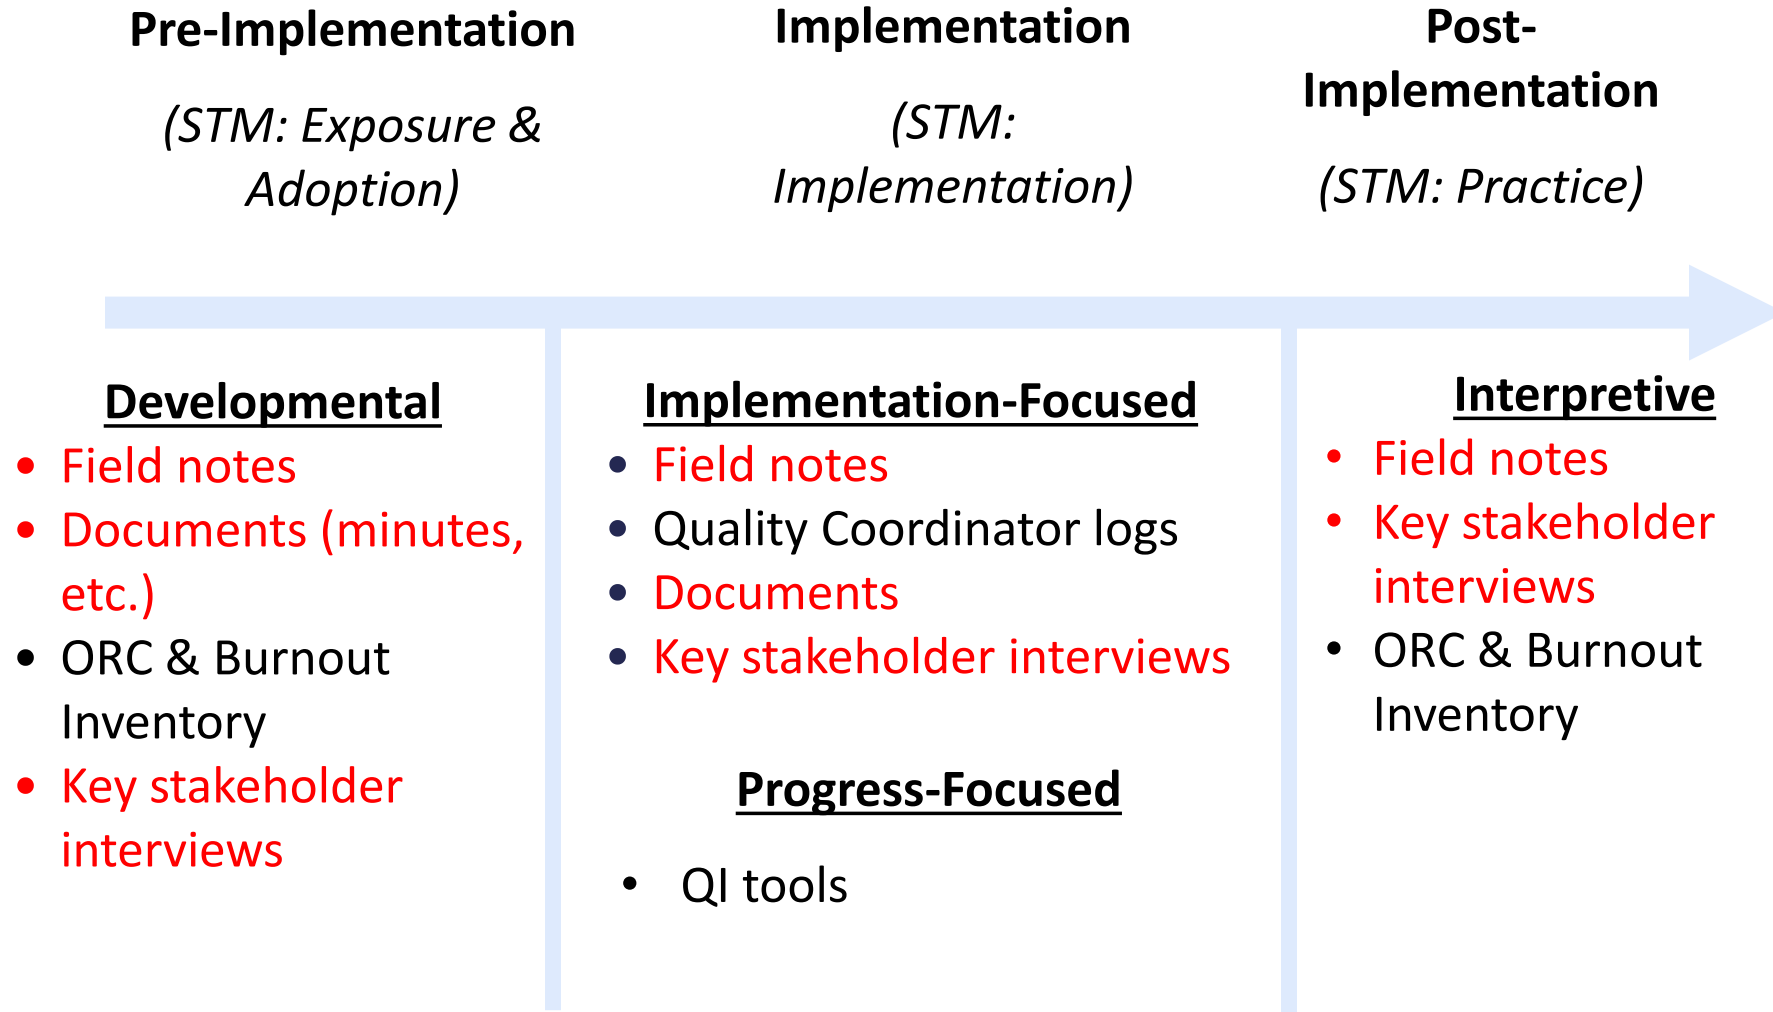 Pre-Implementation
(STM: Exposure &
Adoption)
Implementation
(STM:
Implementation)
Post-
Implementation
(STM: Practice)
Developmental
• Field notes
• Documents (minutes,
etc.)
• ORC & Burnout
Inventory
• Key stakeholder
interviews
Implementation-Focused
• Field notes
• Quality Coordinator logs
• Documents
• Key stakeholder interviews
Progress-Focused
• QI tools
Interpretive
• Field notes
• Key stakeholder
interviews
• ORC & Burnout
Inventory